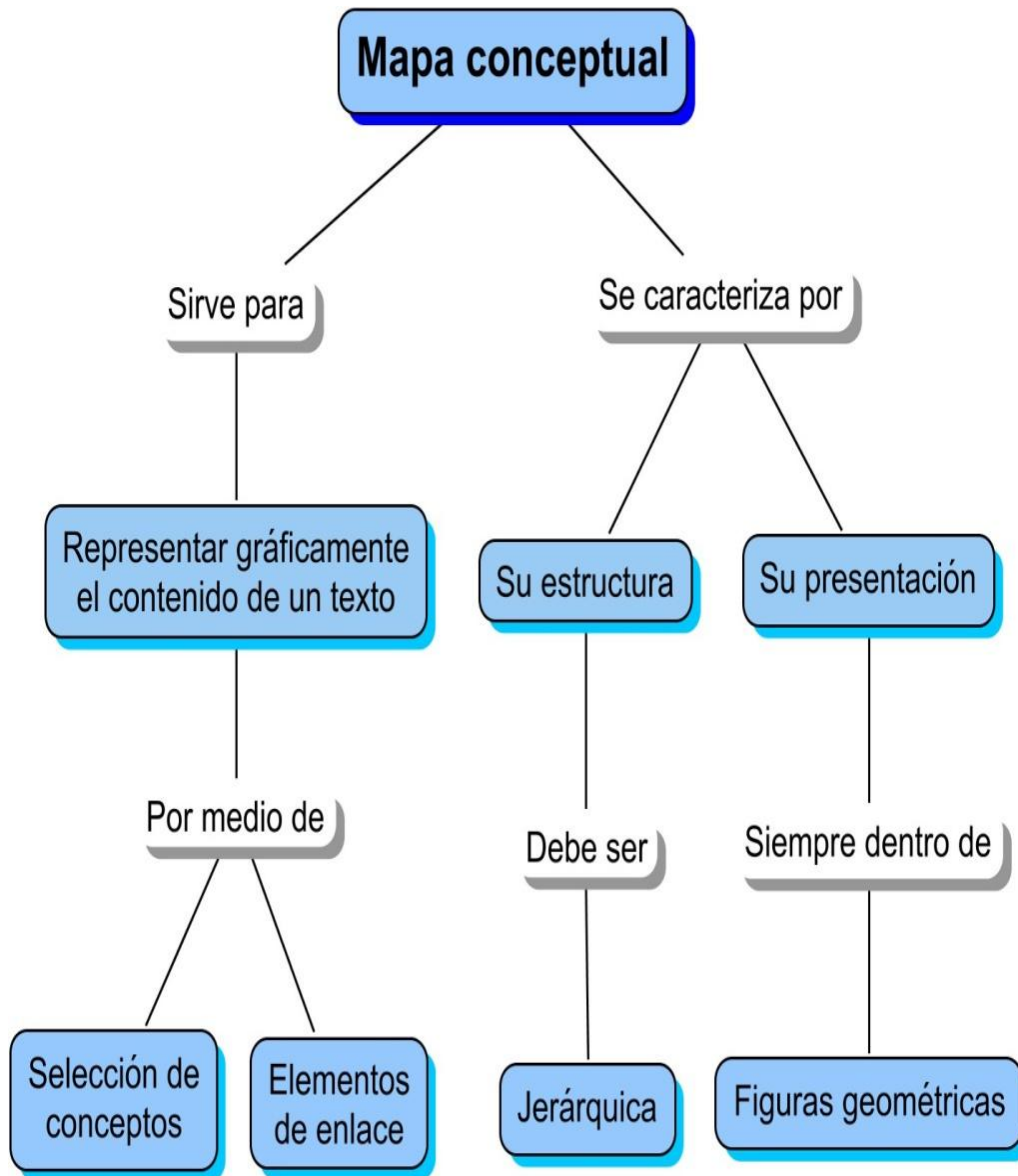 Mapa conceptual
Sirve para
Se caracteriza por
Representar gráficamente
el contenido de un texto
Su estructura
Su presentación
Por medio de
Debe ser
Siempre dentro de
Selección de
conceptos
Elementos
de enlace
Jerárquica
Figuras geométricas